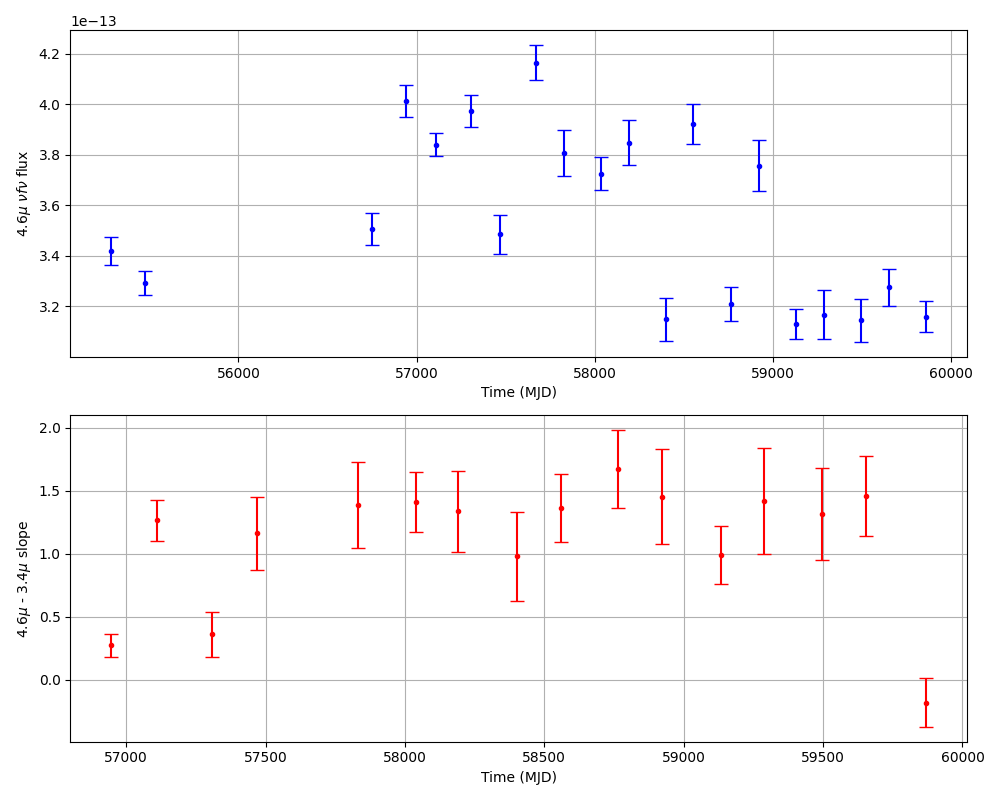 1e−13
4.2
4.0
3.8
3.6
3.4
3.2
4.6μ νfν flux
56000 57000 58000 59000 60000
Time (MJD)
2.0
1.5
1.0
0.5
0.0
4.6μ - 3.4μ slope
57000 57500 58000 58500 59000 59500 60000
Time (MJD)